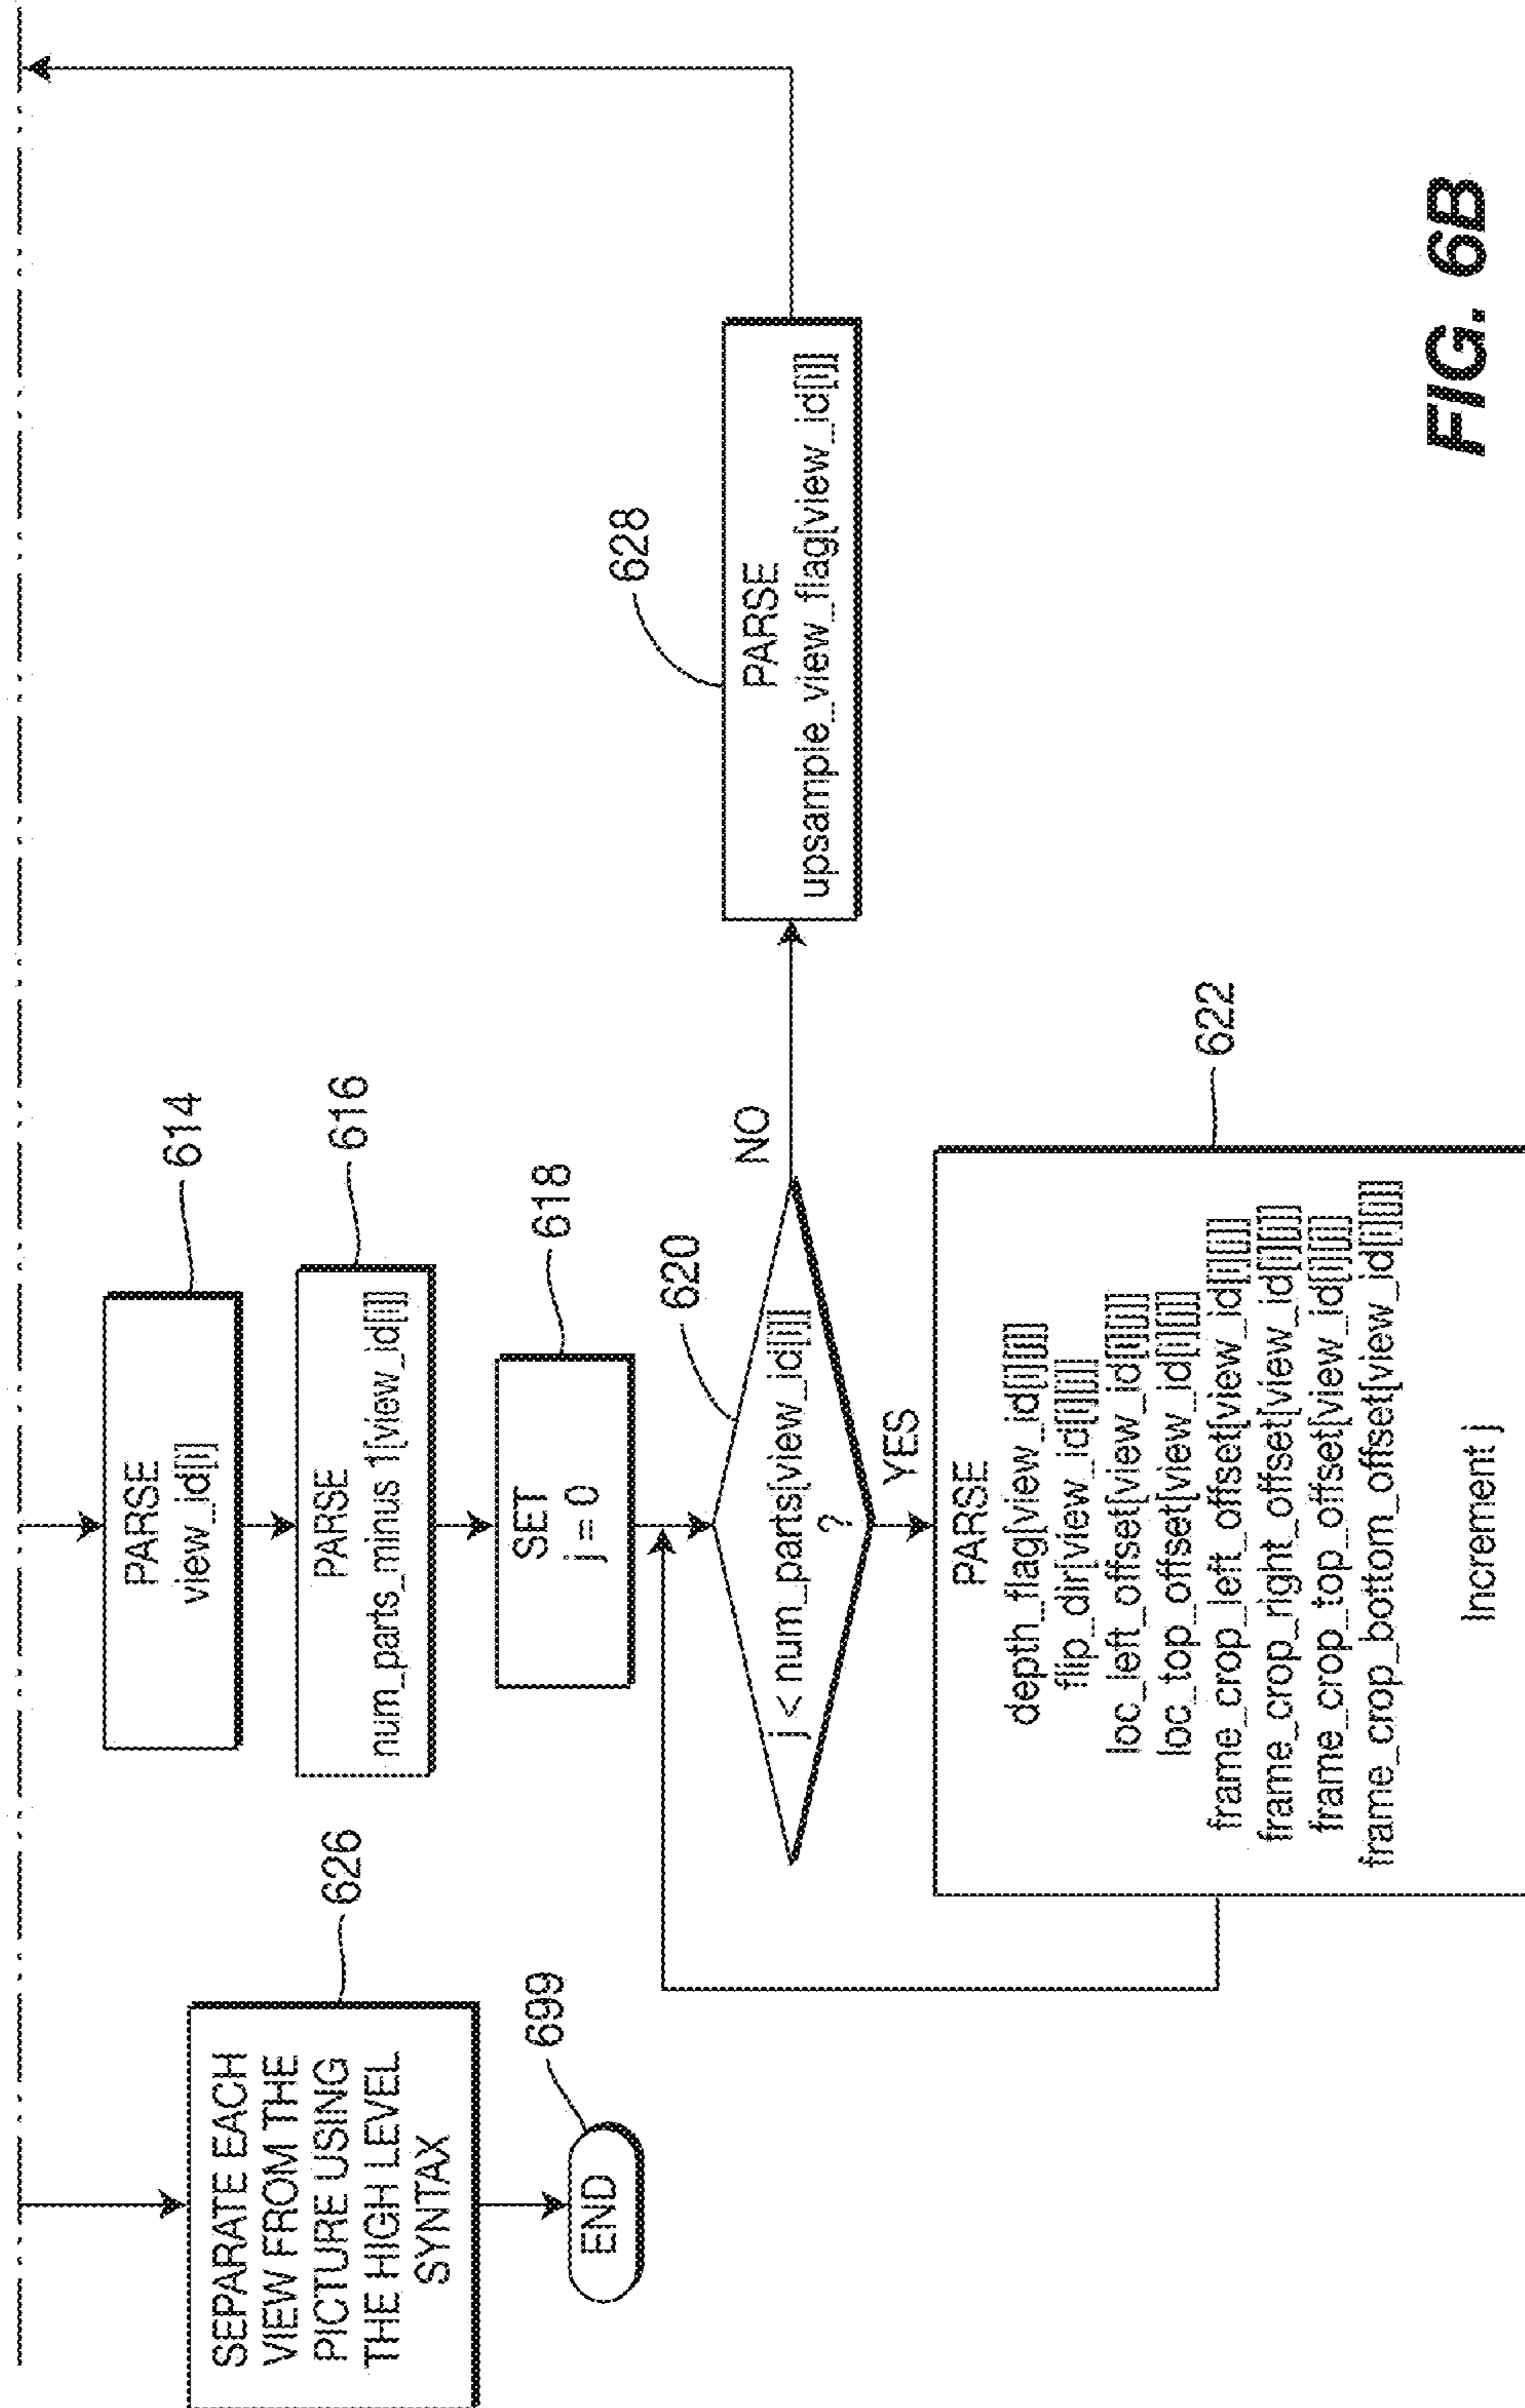 626
SEPARATE EACH
VIEW FROM THE
PICTURE USING
THE HIGH LEVEL
SYNTAX
699
END
614
PARSE
view_id[i]
616
PARSE
num_parts_minus 1[view_id[i]]
618
SET
j = 0
620
j < num_parts[view_id[i]]
?
NO
YES
628
PARSE
upsample_view_flag[view_id[i]]
622
PARSE
depth_flag[view_id[i]][j]
flip_dir[view_id[i]][j]
loc_left_offset[view_id[i]][j]
loc_top_offset[view_id[i]][j]
frame_crop_left_offset[view_id[i]][j]
frame_crop_right_offset[view_id[i]][j]
frame_crop_top_offset[view_id[i]][j]
frame_crop_bottom_offset[view_id[i]][j]
Increment j
FIG. 6B